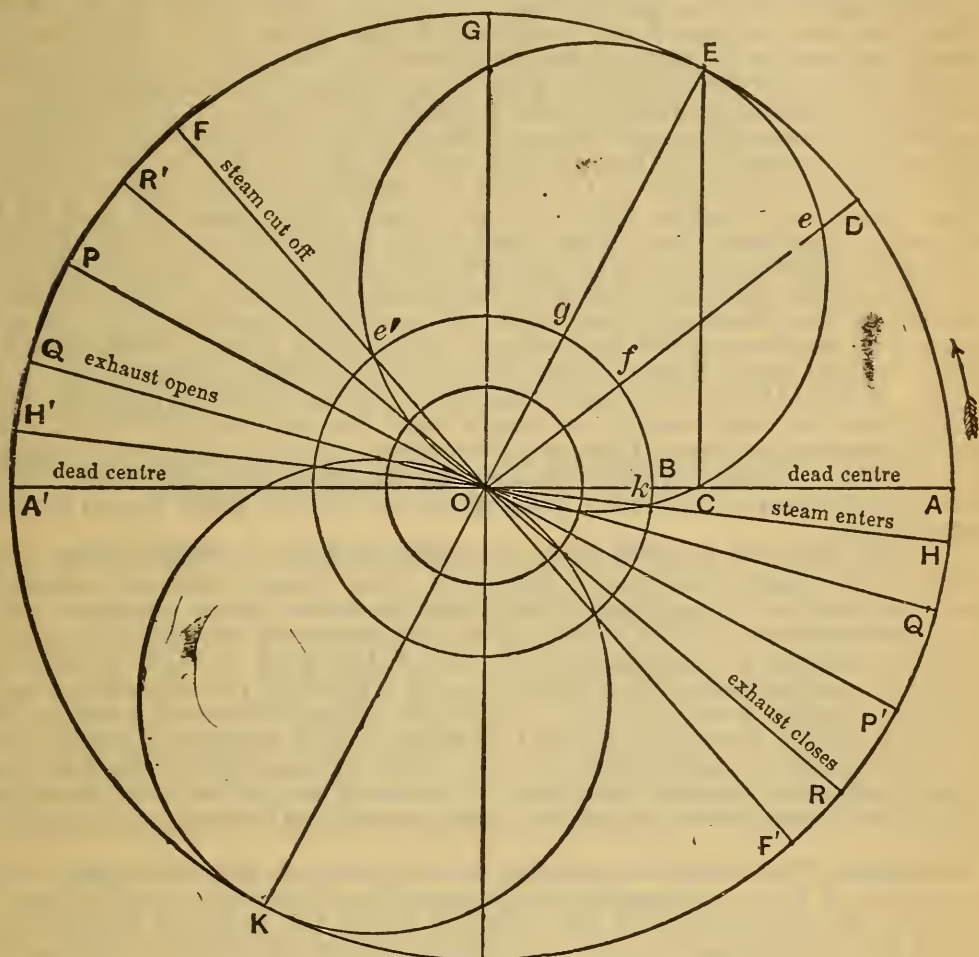 G
E
F
R'
steam cut off
e
D
P
g
e'
f
Q
exhaust opens
H'
dead centre
B
dead centre
A'
O
k
C
A
steam enters
H
Q
exhaust closes
P'
R
F'
K